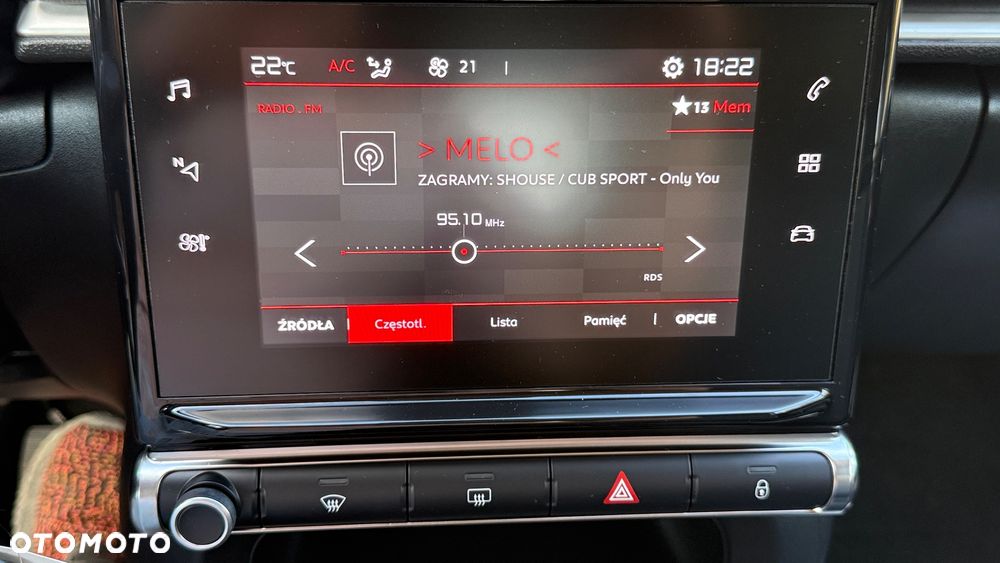 22°C A/C 21 18:22
RADIO . FM
13 Mem
> MELO <
ZAGRAMY: SHOUSE / CUB SPORT - Only You
95.10 MHz
RDS
ŹRÓDŁA Częstotl. Lista Pamięć OPCJE
N
OTOMOTO